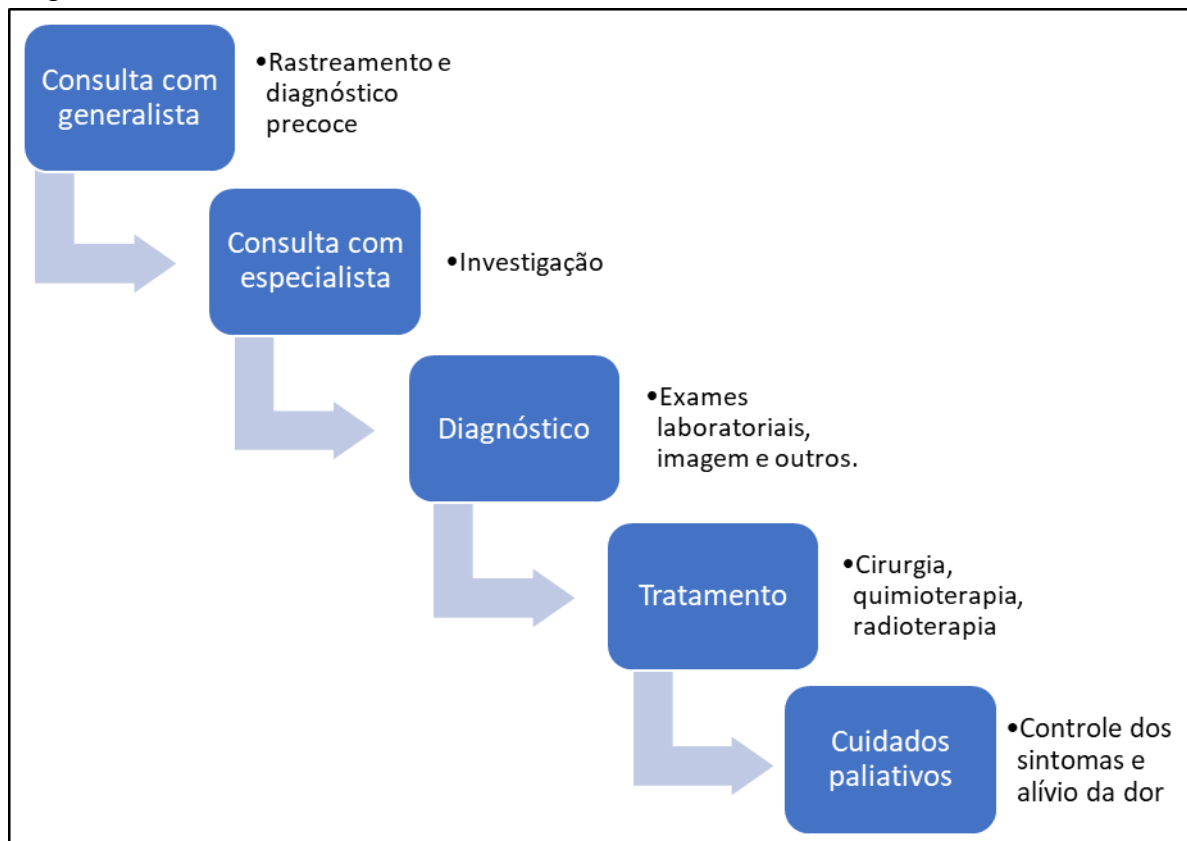 Consulta com
generalista
•Rastreamento e
diagnóstico
precoce
Consulta com
especialista
•Investigação
Diagnóstico
•Exames
laboratoriais,
imagem e outros.
Tratamento
•Cirurgia,
quimioterapia,
radioterapia
Cuidados
paliativos
•Controle dos
sintomas e
alívio da dor